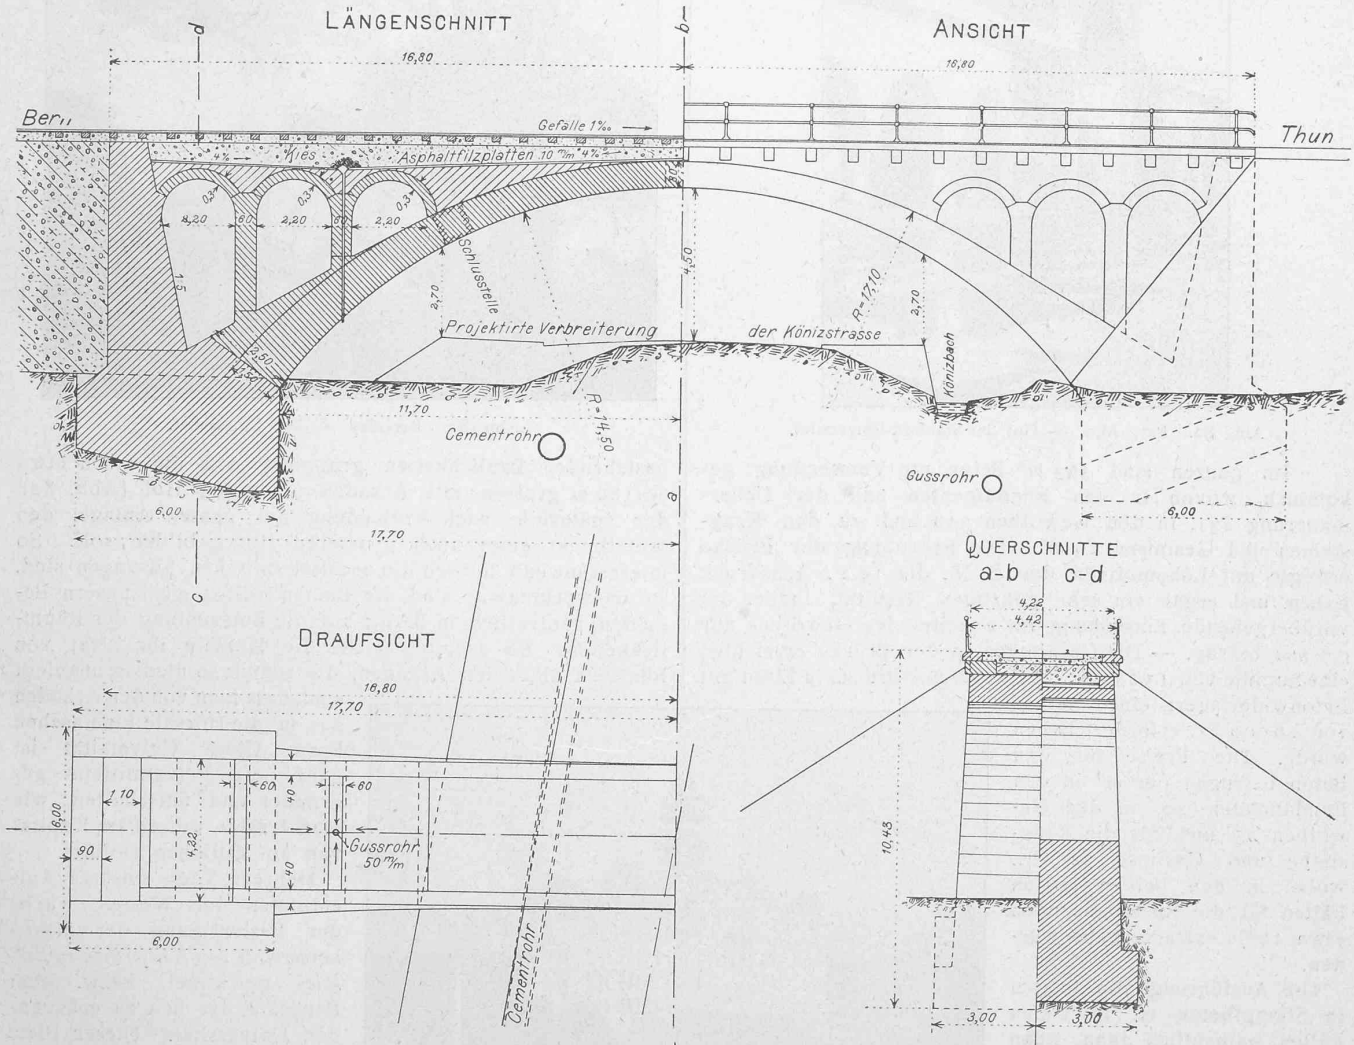 LÄNGENSCHNITT
ANSICHT
d
b
16,80
16,80
Bern
Gefälle 1‰
Thun
4%
Kies
Asphaltfilzplatten 10 m/m 4%
80
0,3
0,3
0,3
2,20
60
2,20
60
2,20
1:5
Schlusstelle
4,50
R=17,10
2,70
2,70
2,50
Projektirte Verbreiterung
der Könizstrasse
Könizbach
11,70
R=14,50
Cementrohr
Gussrohr
6,00
6,00
17,70
a
c
QUERSCHNITTE
a-b c-d
DRAUFSICHT
4,22
4,42
16,80
17,70
10,43
6,00
1,10
60
40
60
4,22
90
Gussrohr
50 m/m
40
6,00
Cementrohr
3,00
3,00